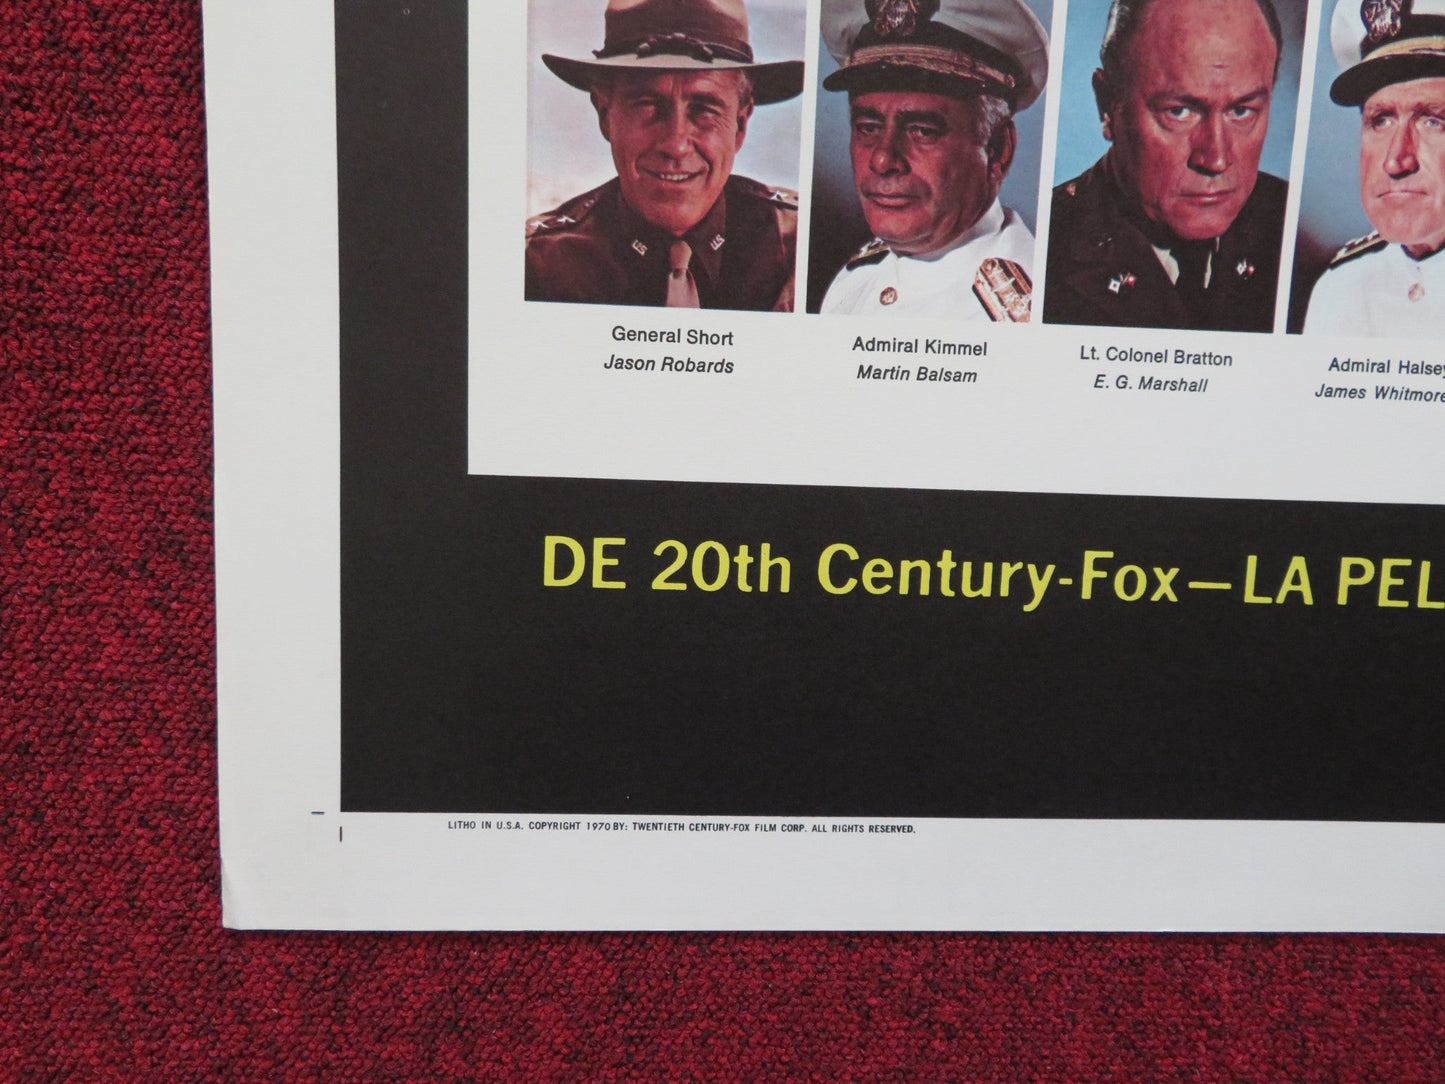 General Short
Jason Robards
Admiral Kimmel
Martin Balsam
Lt. Colonel Bratton
E. G. Marshall
Admiral Halsey
James Whitmore
DE 20th Century-Fox—LA PEL
LITHO IN U.S.A. COPYRIGHT 1970 BY: TWENTIETH CENTURY-FOX FILM CORP. ALL RIGHTS RESERVED.